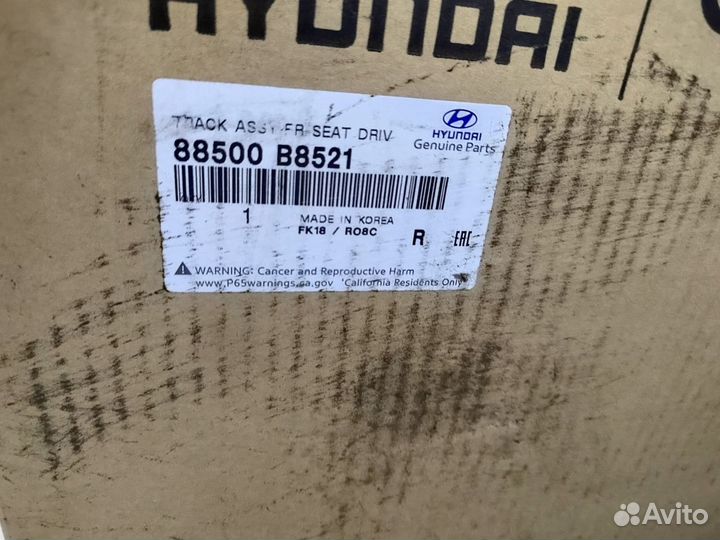 HYUNDAI
TRACK ASSY-FR SEAT DRIV
HYUNDAI
Genuine Parts
88500 B8521
1
MADE IN KOREA
FK18 / RO8C
R EAC
WARNING: Cancer and Reproductive Harm
www.P65warnings.ca.gov 'California Residents Only'
Avito